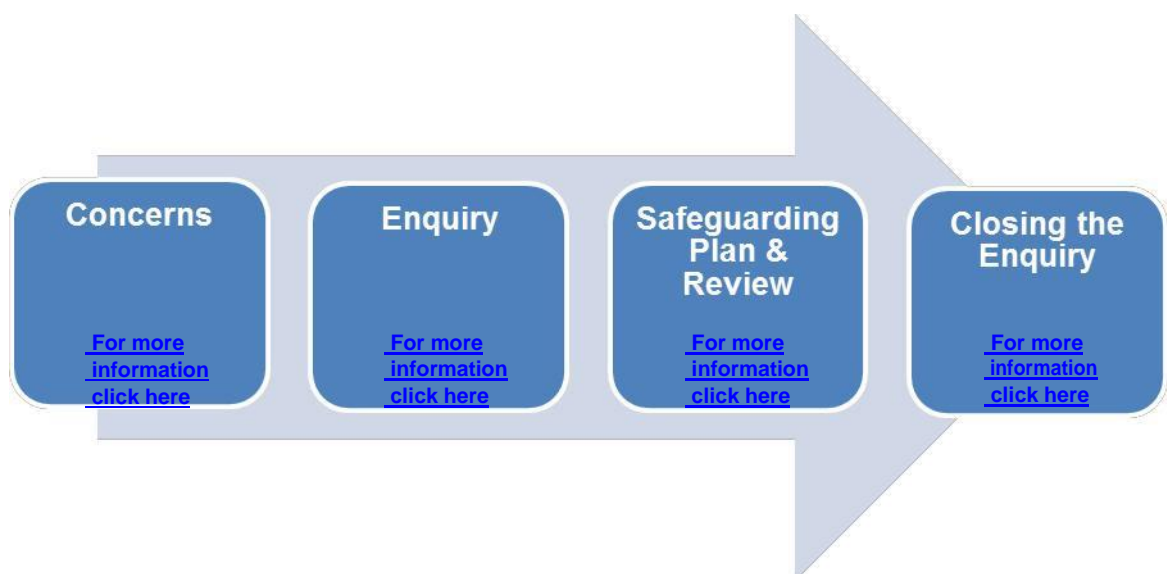 Concerns
For more
information
click here
Enquiry
For more
information
click here
Safeguarding
Plan &
Review
For more
information
click here
Closing the
Enquiry
For more
information
click here